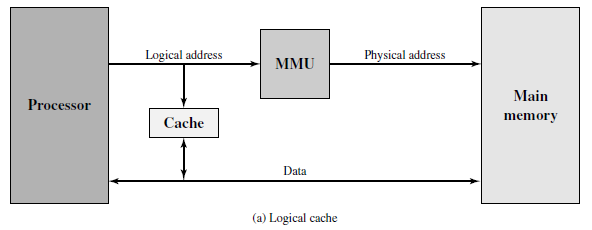 Logical address
Physical address
MMU
Processor
Main
memory
Cache
Data
(a) Logical cache